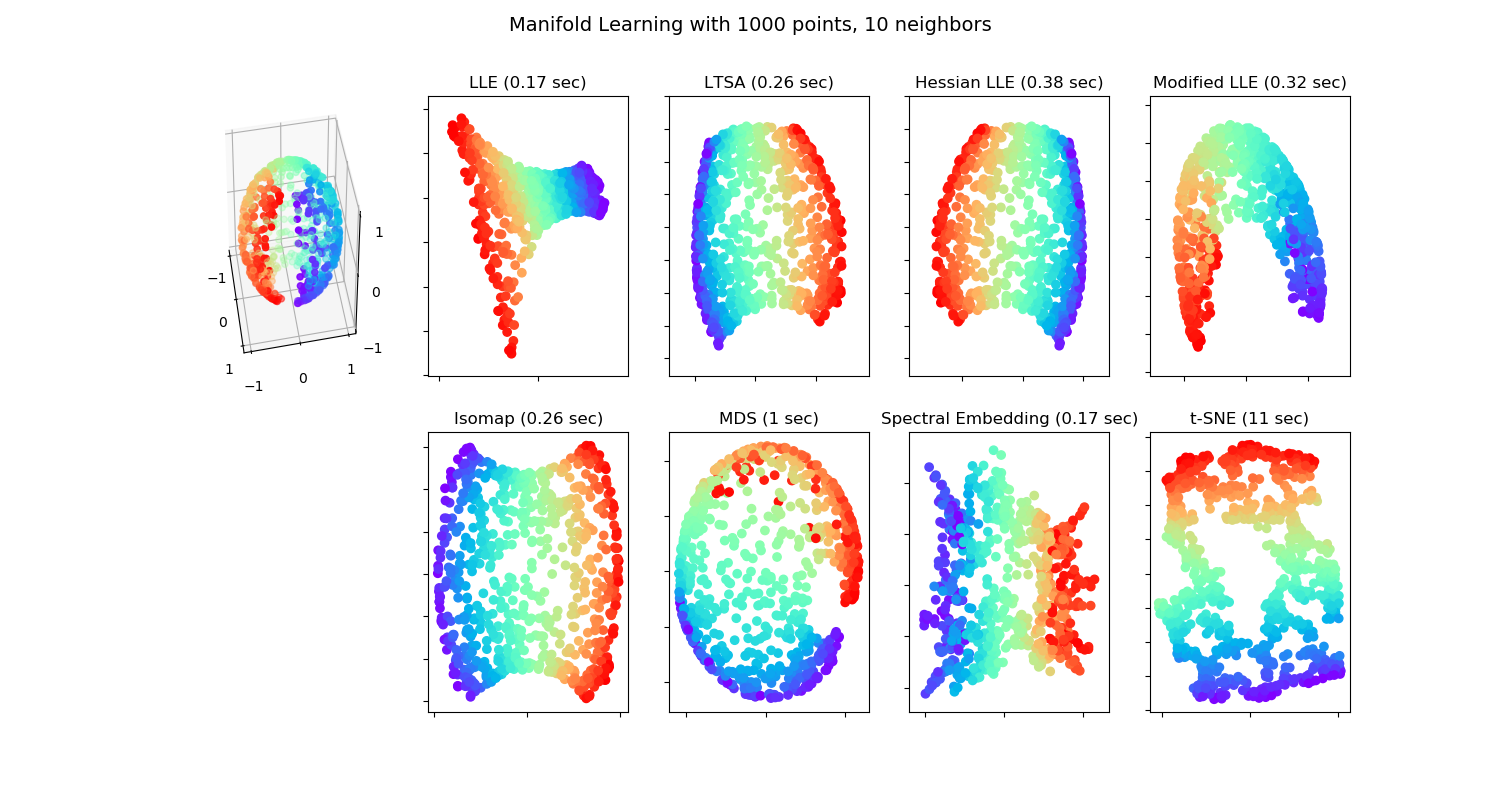 Manifold Learning with 1000 points, 10 neighbors
LLE (0.17 sec)
LTSA (0.26 sec)
Hessian LLE (0.38 sec)
Modified LLE (0.32 sec)
−1
0
1
−1
0
1
−1
0
1
Isomap (0.26 sec)
MDS (1 sec)
Spectral Embedding (0.17 sec)
t-SNE (11 sec)